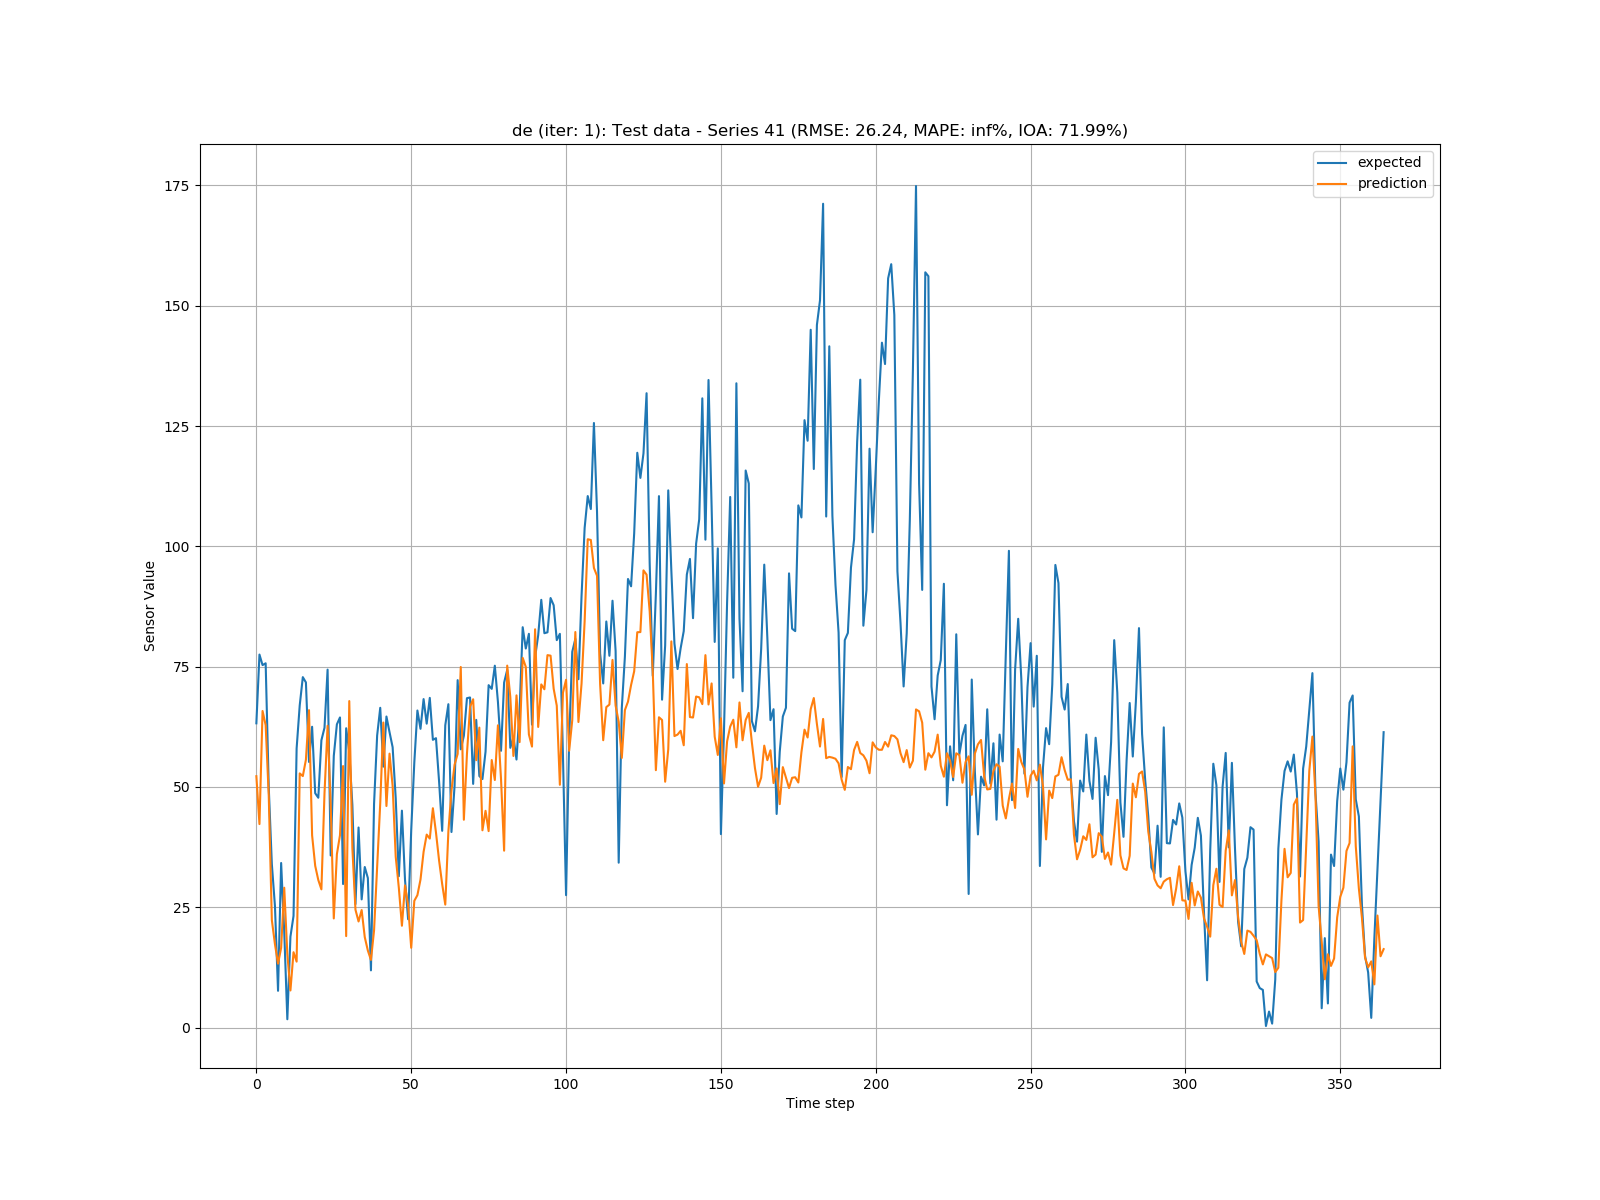 de (iter: 1): Test data - Series 41 (RMSE: 26.24, MAPE: inf%, IOA: 71.99%)
expected
prediction
175
150
125
100
75
50
25
0
Sensor Value
0 50 100 150 200 250 300 350
Time step